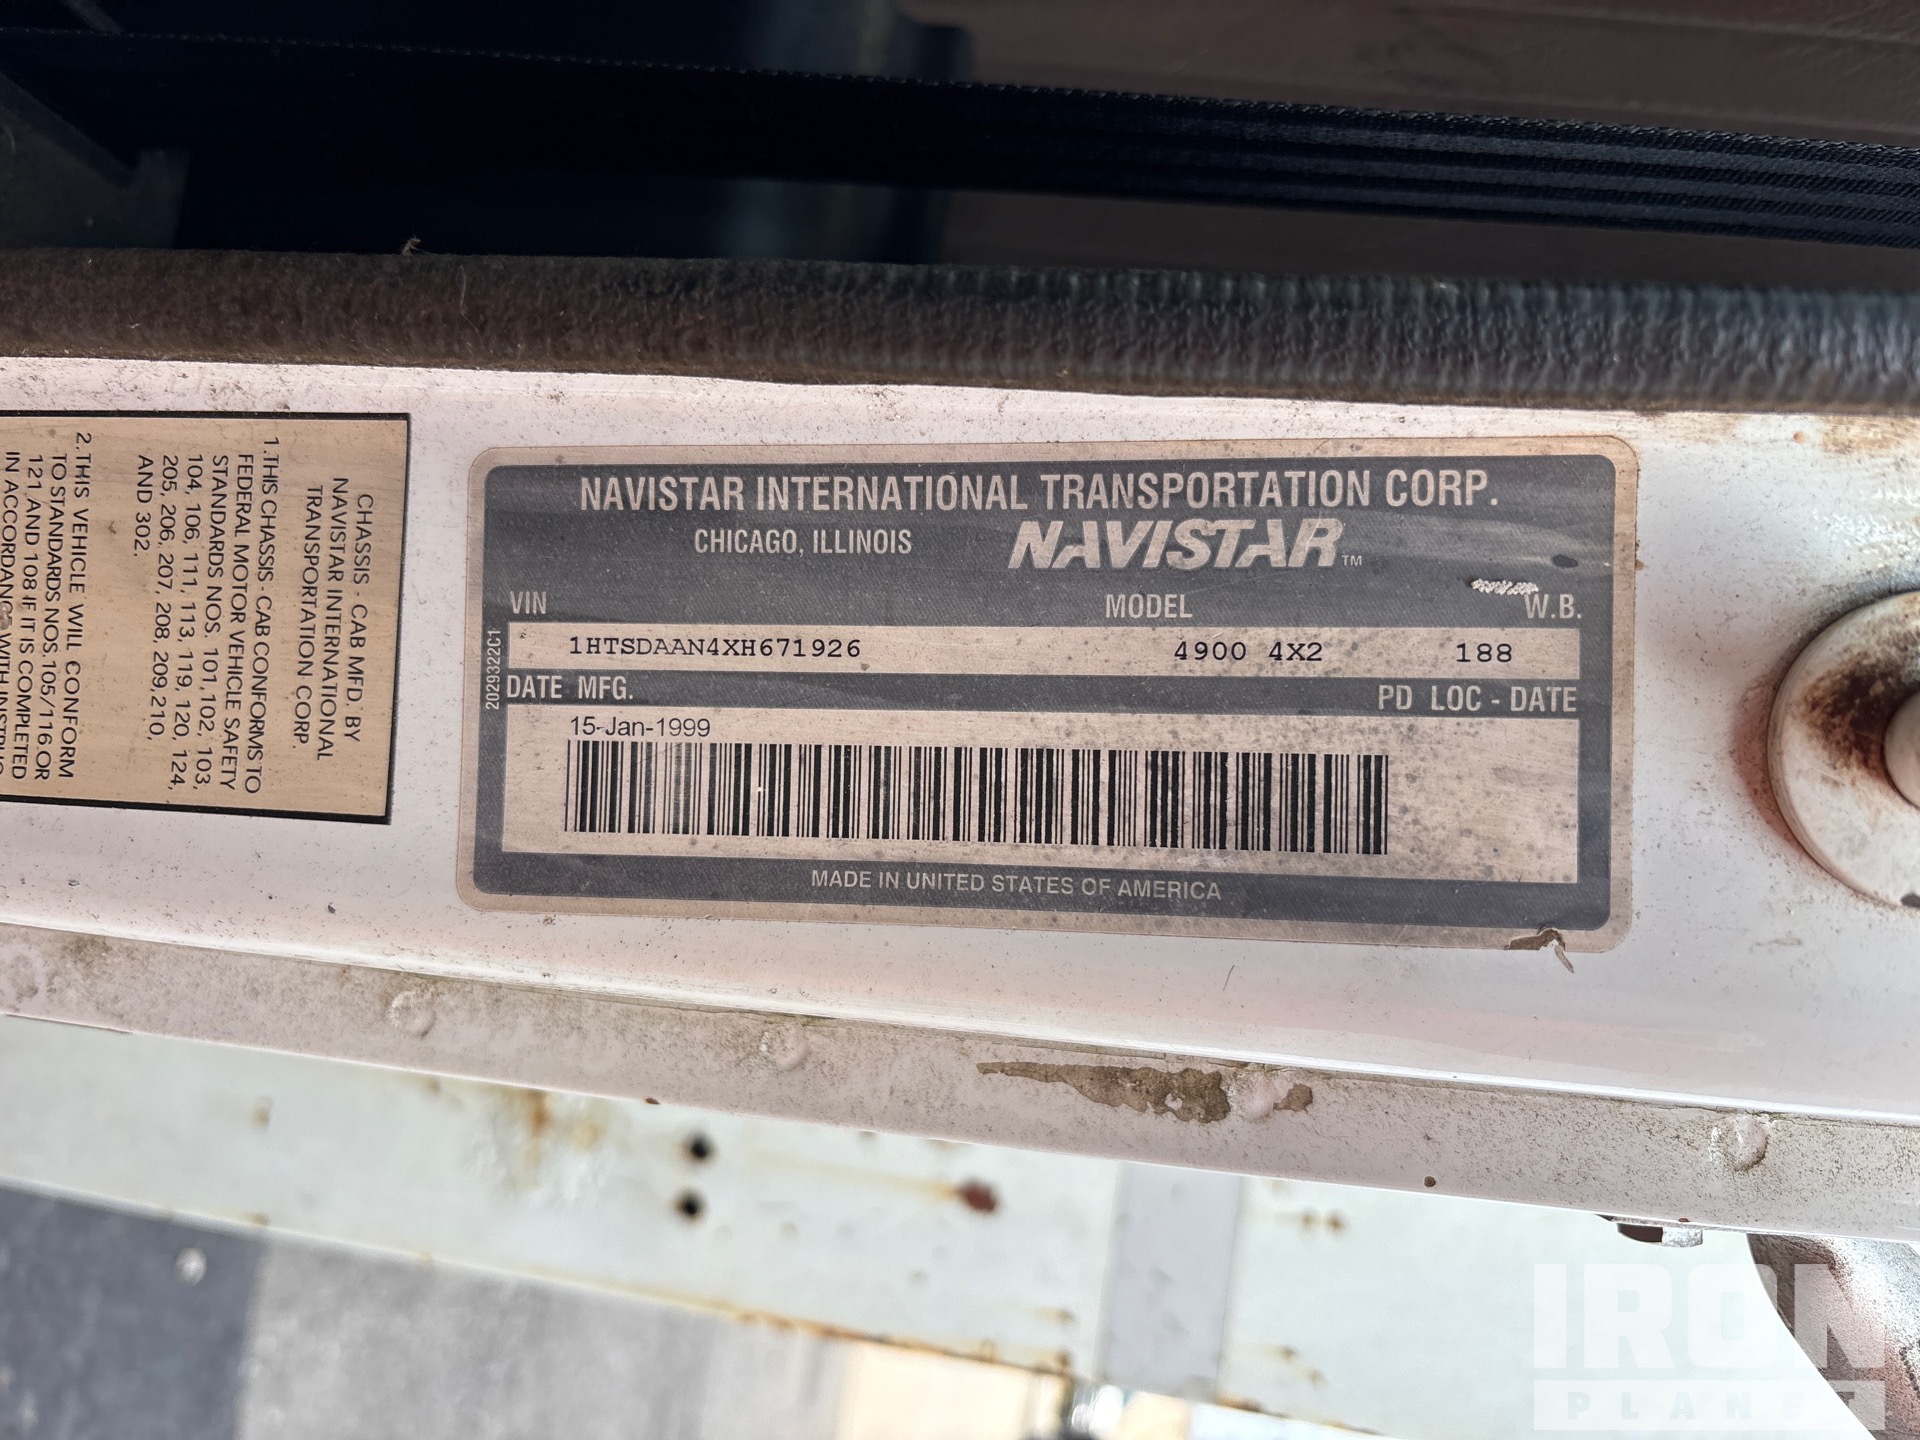 CHASSIS - CAB MFD. BY
NAVISTAR INTERNATIONAL
TRANSPORTATION CORP.
1. THIS CHASSIS - CAB CONFORMS TO
FEDERAL MOTOR VEHICLE SAFETY
STANDARDS NOS. 101, 102, 103,
104, 106, 111, 113, 119, 120, 124,
205, 206, 207, 208, 209, 210,
AND 302.
2. THIS VEHICLE WILL CONFORM
TO STANDARDS NOS. 105/116 OR
121 AND 108 IF IT IS COMPLETED
IN ACCORDANCE WITH
NAVISTAR INTERNATIONAL TRANSPORTATION CORP.
CHICAGO, ILLINOIS NAVISTAR™
VIN MODEL W.B.
1HTSDAAN4XH671926 4900 4X2 188
2029322C1
DATE MFG. PD LOC - DATE
15-Jan-1999
MADE IN UNITED STATES OF AMERICA
IRON
PLANET